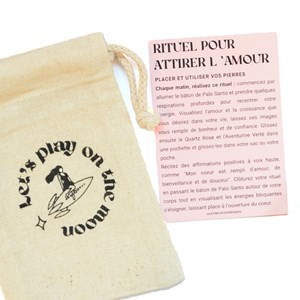 Let's play on the moon
RITUEL POUR
ATTIRER L 'AMOUR
PLACER ET UTILISER VOS PIERRES
Chaque matin, réalisez ce rituel : commencez par
allumer le bâton de Palo Santo et prendre quelques
respirations profondes pour recentrer votre
énergie. Visualisez l'amour et la croissance que
vous désirez dans votre vie, laissez ces images
vous remplir de bonheur et de confiance. Glissez
ensuite le Quartz Rose et l'Aventurine Verte dans
une pochette et glissez-les dans votre sac ou votre
poche.
Récitez des affirmations positives à voix haute,
comme "Mon coeur est rempli d'amour, de
bienveillance et de douceur". Clôturez votre rituel
en passant le bâton de Palo Santo autour de votre
corps tout en visualisant les énergies bloquantes
s'éloigner, laissant place à l'ouverture du coeur.